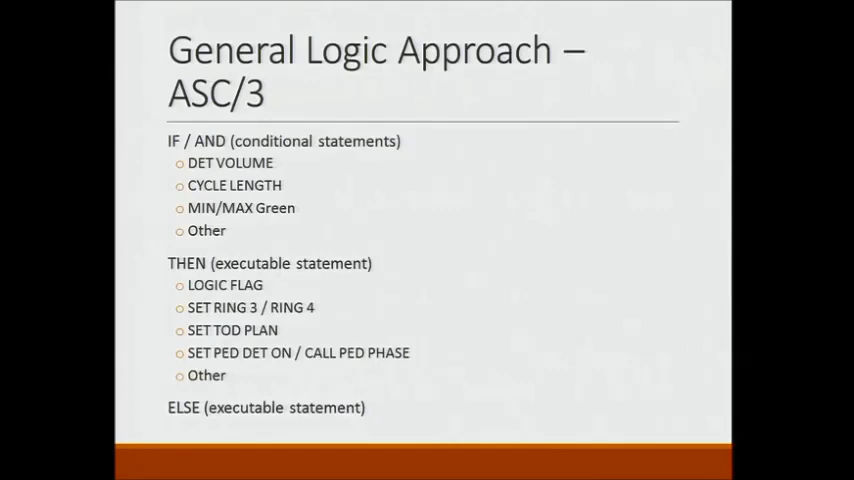 General Logic Approach –
ASC/3
IF / AND (conditional statements)
DET VOLUME
CYCLE LENGTH
MIN/MAX Green
Other
THEN (executable statement)
LOGIC FLAG
SET RING 3 / RING 4
SET TOD PLAN
SET PED DET ON / CALL PED PHASE
Other
ELSE (executable statement)